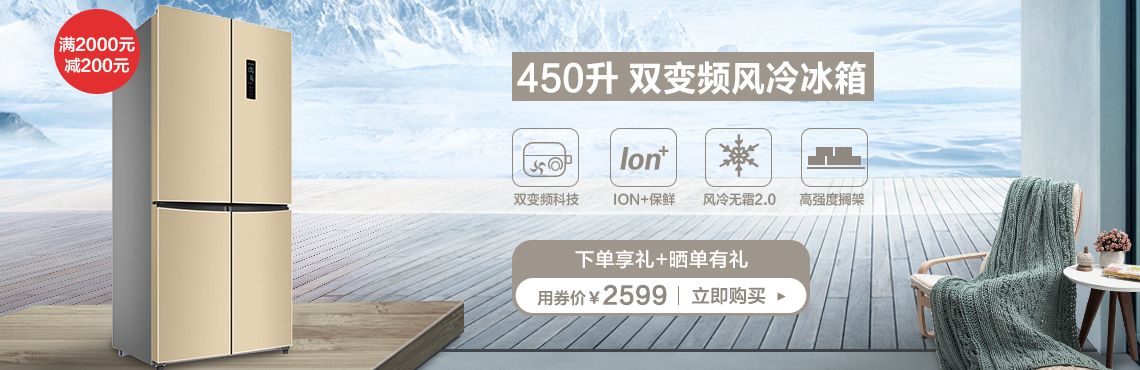 满2000元
减200元
450升 双变频风冷冰箱
Ion+
双变频科技
ION+保鲜
风冷无霜2.0
高强度搁架
下单享礼+晒单有礼
用券价¥2599 | 立即购买 ▸